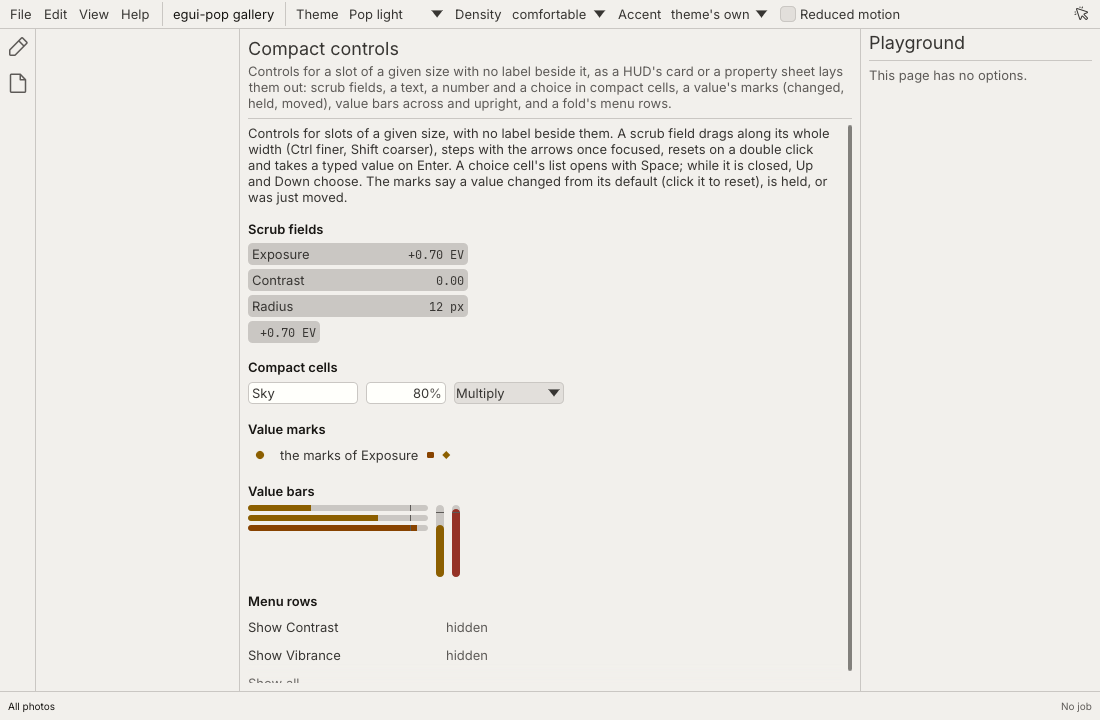 File Edit View Help egui-pop gallery Theme Pop light Density comfortable Accent theme's own Reduced motion
Compact controls
Controls for a slot of a given size with no label beside it, as a HUD's card or a property sheet lays
them out: scrub fields, a text, a number and a choice in compact cells, a value's marks (changed,
held, moved), value bars across and upright, and a fold's menu rows.
Controls for slots of a given size, with no label beside them. A scrub field drags along its whole
width (Ctrl finer, Shift coarser), steps with the arrows once focused, resets on a double click
and takes a typed value on Enter. A choice cell's list opens with Space; while it is closed, Up
and Down choose. The marks say a value changed from its default (click it to reset), is held, or
was just moved.
Scrub fields
Exposure +0.70 EV
Contrast 0.00
Radius 12 px
+0.70 EV
Compact cells
Sky 80% Multiply
Value marks
the marks of Exposure
Value bars
Menu rows
Show Contrast hidden
Show Vibrance hidden
Show all
Playground
This page has no options.
All photos No job